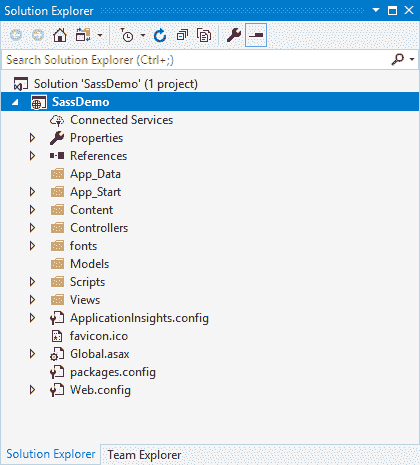 Solution Explorer
Search Solution Explorer (Ctrl+;)
Solution 'SassDemo' (1 project)
SassDemo
Connected Services
Properties
References
App_Data
App_Start
Content
Controllers
fonts
Models
Scripts
Views
ApplicationInsights.config
favicon.ico
Global.asax
packages.config
Web.config
Solution Explorer Team Explorer